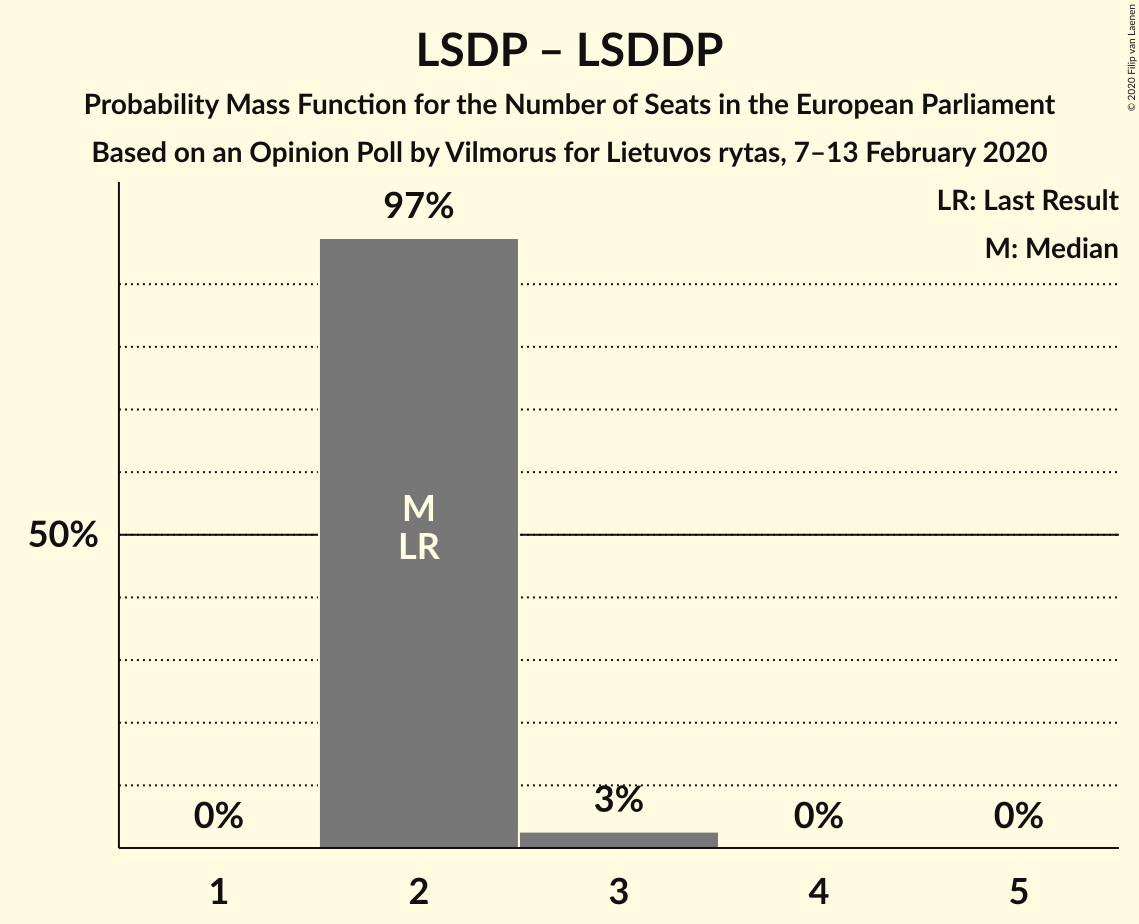 LSDP – LSDDP
Probability Mass Function for the Number of Seats in the European Parliament
Based on an Opinion Poll by Vilmorus for Lietuvos rytas, 7–13 February 2020
© 2020 Filip van Laenen
LR: Last Result
M: Median
97%
M
LR
50%
0%
3%
0%
0%
1
2
3
4
5